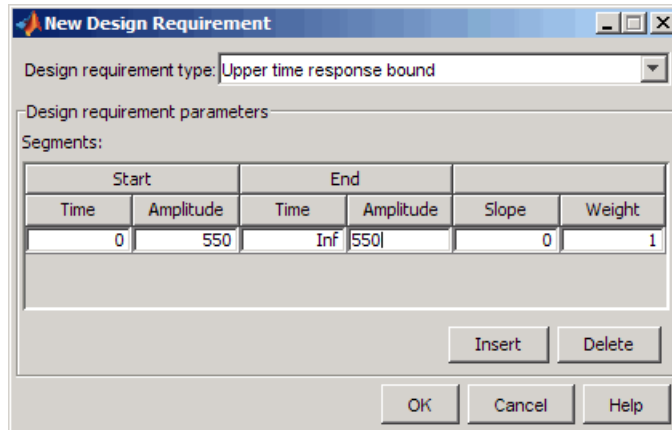 New Design Requirement
Design requirement type: Upper time response bound
Design requirement parameters
Segments:
Start End
Time Amplitude Time Amplitude Slope Weight
0 550 Inf 550 0 1
Insert Delete
OK Cancel Help